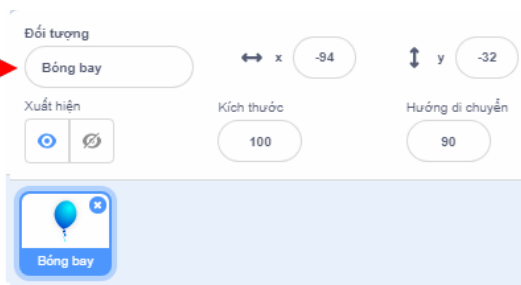 Đối tượng
Bóng bay
x -94
y -32
Xuất hiện
Kích thước
Hướng di chuyển
100
90
Bóng bay